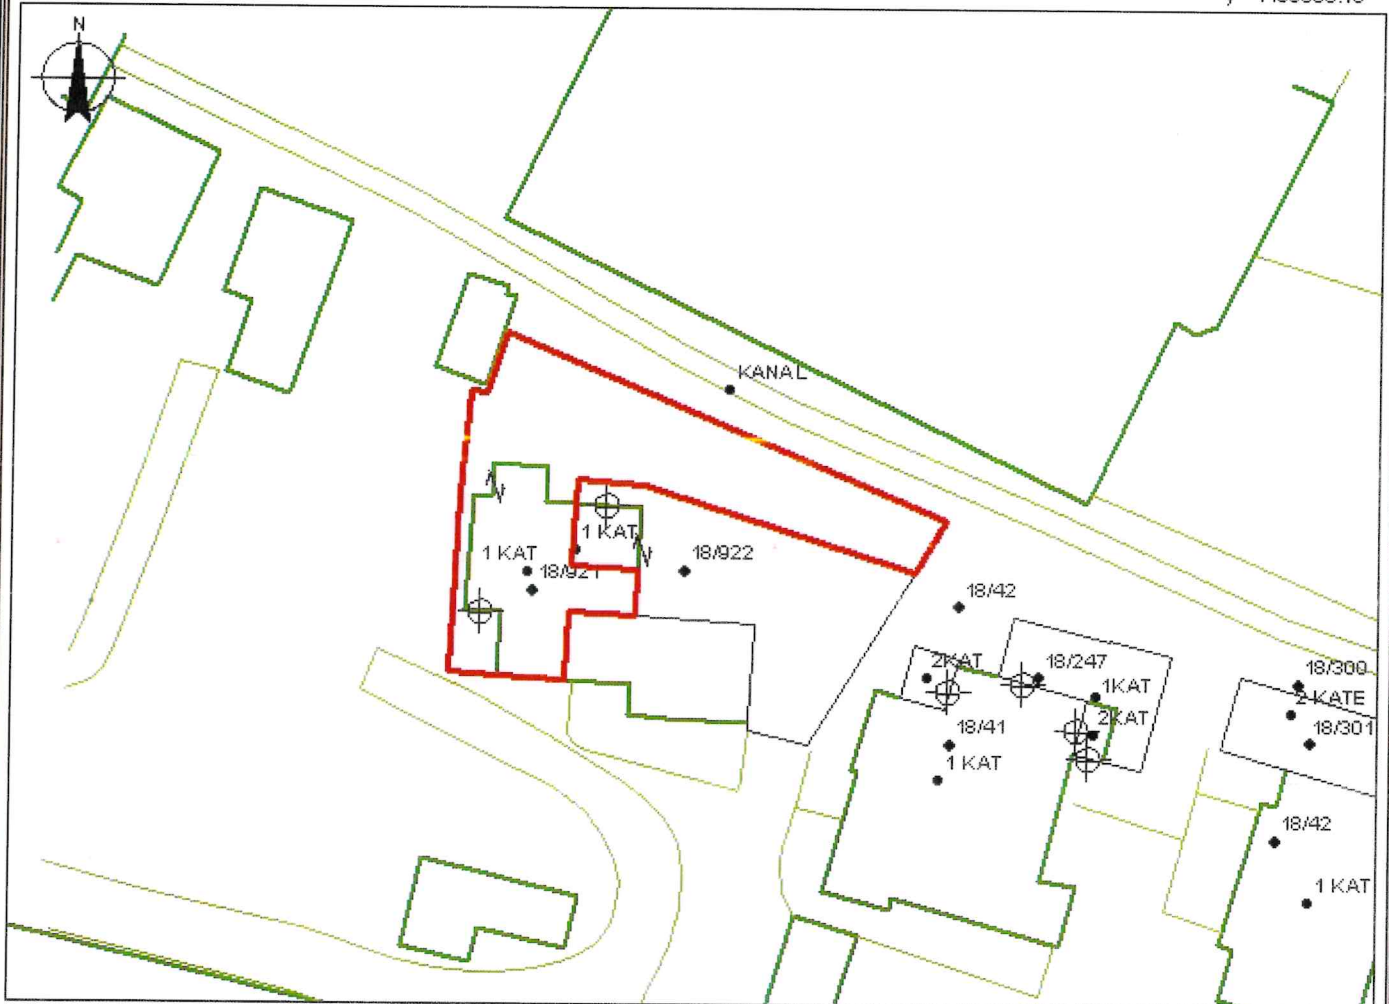 N
KANAL
1 KAT
1 KAT
18/921
18/922
18/42
2KAT
18/247
1KAT
2KAT
18/41
1 KAT
18/300
2 KATE
18/301
18/42
1 KAT